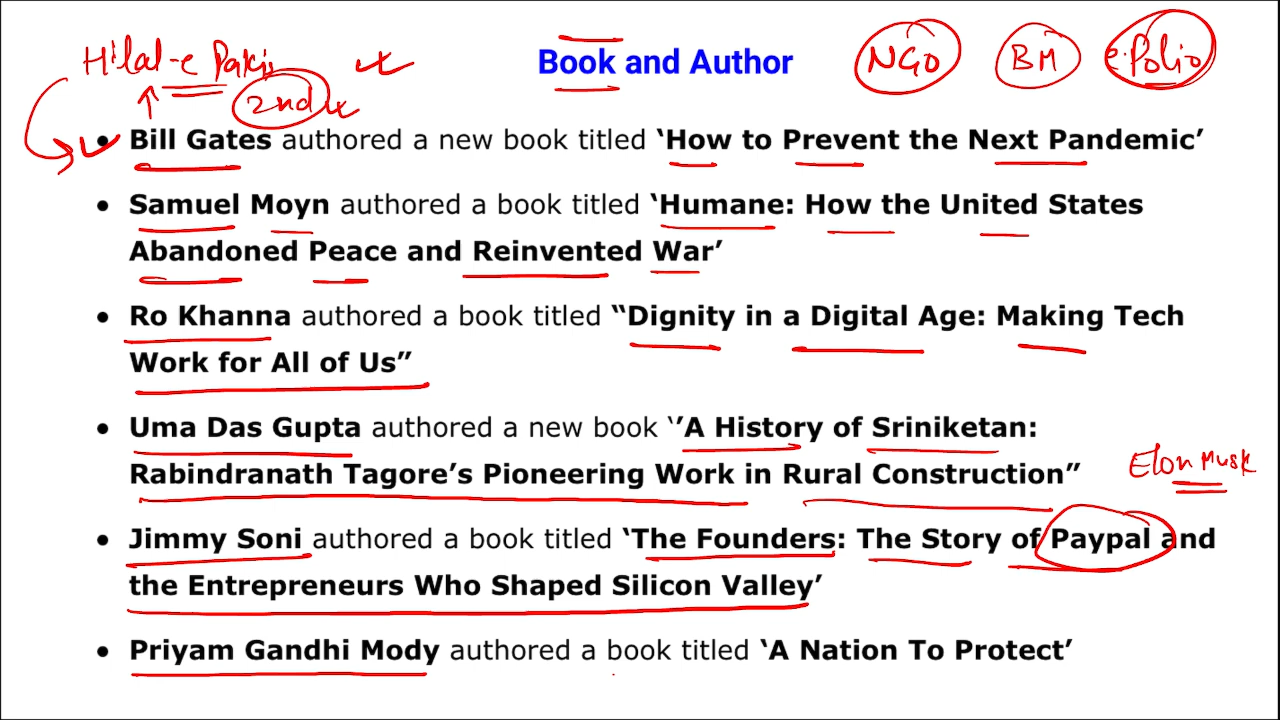 Hilal-e Pakis
2nd
Book and Author
NGO
BM
e. Polio
• Bill Gates authored a new book titled ‘How to Prevent the Next Pandemic’
• Samuel Moyn authored a book titled ‘Humane: How the United States
Abandoned Peace and Reinvented War’
• Ro Khanna authored a book titled “Dignity in a Digital Age: Making Tech
Work for All of Us”
• Uma Das Gupta authored a new book ‘’A History of Sriniketan:
Rabindranath Tagore’s Pioneering Work in Rural Construction”
Elon Musk
• Jimmy Soni authored a book titled ‘The Founders: The Story of Paypal and
the Entrepreneurs Who Shaped Silicon Valley’
• Priyam Gandhi Mody authored a book titled ‘A Nation To Protect’